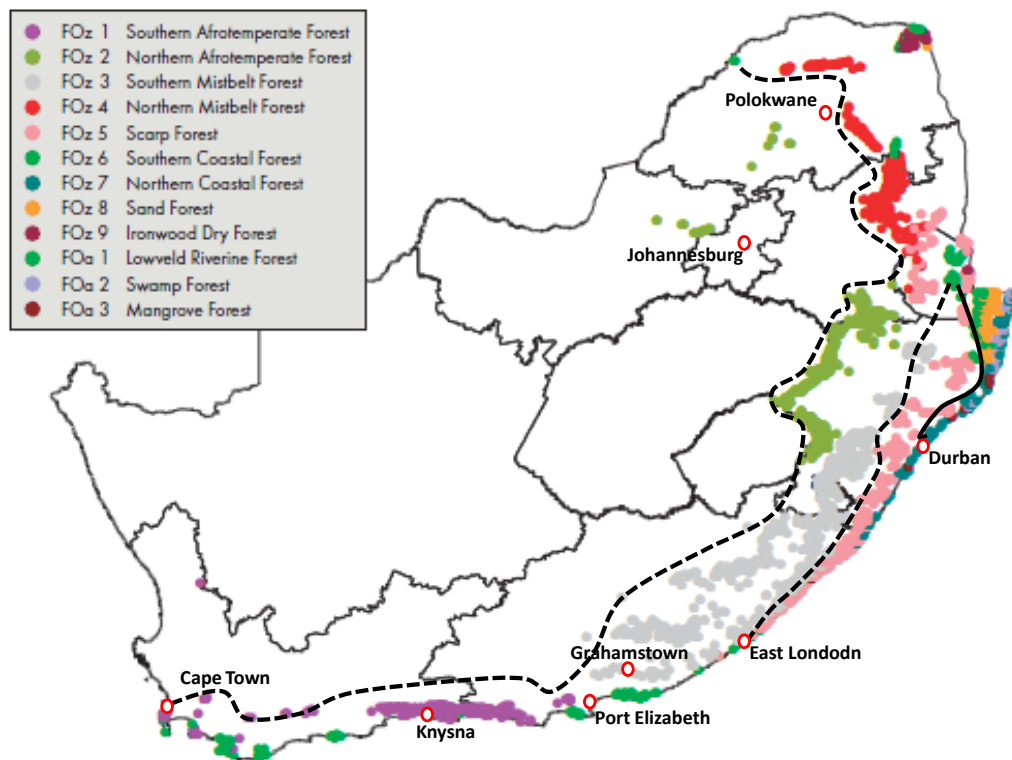 FOz 1 Southern Afrotemperate Forest
FOz 2 Northern Afrotemperate Forest
FOz 3 Southern Mistbelt Forest
FOz 4 Northern Mistbelt Forest
FOz 5 Scarp Forest
FOz 6 Southern Coastal Forest
FOz 7 Northern Coastal Forest
FOz 8 Sand Forest
FOz 9 Ironwood Dry Forest
FOa 1 Lowveld Riverine Forest
FOa 2 Swamp Forest
FOa 3 Mangrove Forest
Polokwane
Johannesburg
Durban
Grahamstown
East Londodn
Cape Town
Port Elizabeth
Knysna